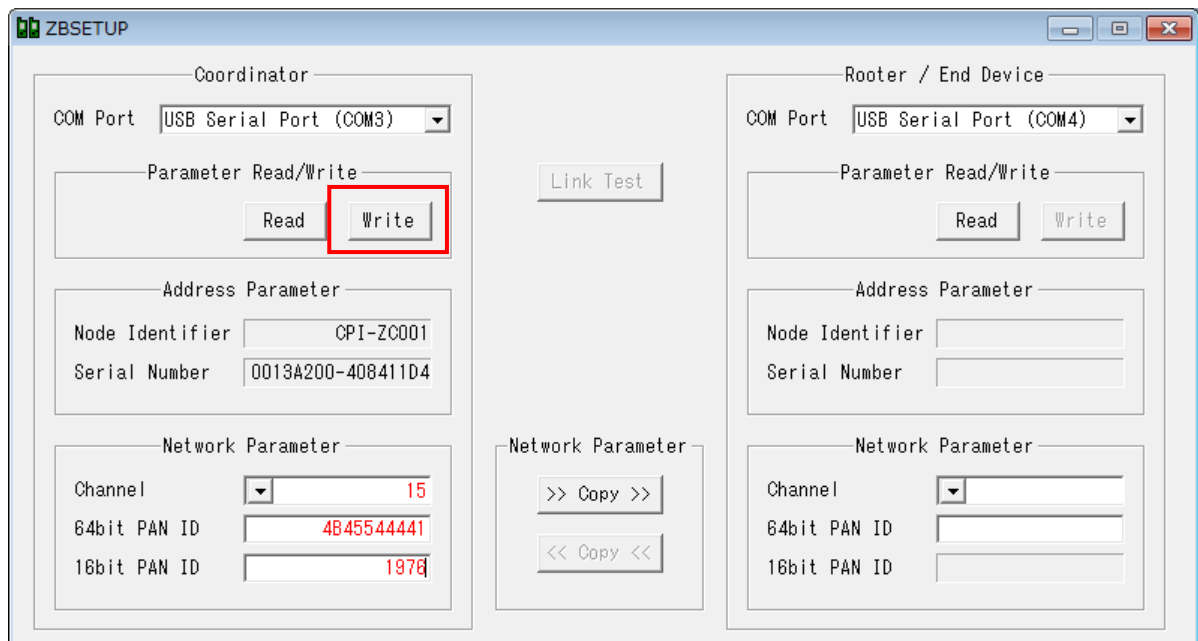 ZBSETUP
Coordinator
COM Port USB Serial Port (COM3)
Parameter Read/Write
Read Write
Address Parameter
Node Identifier CPI-ZC001
Serial Number 0013A200-408411D4
Network Parameter
Channel 15
64bit PAN ID 4B45544441
16bit PAN ID 1976
Link Test
Network Parameter
>> Copy >>
<< Copy <<
Rooter / End Device
COM Port USB Serial Port (COM4)
Parameter Read/Write
Read Write
Address Parameter
Node Identifier
Serial Number
Network Parameter
Channel
64bit PAN ID
16bit PAN ID